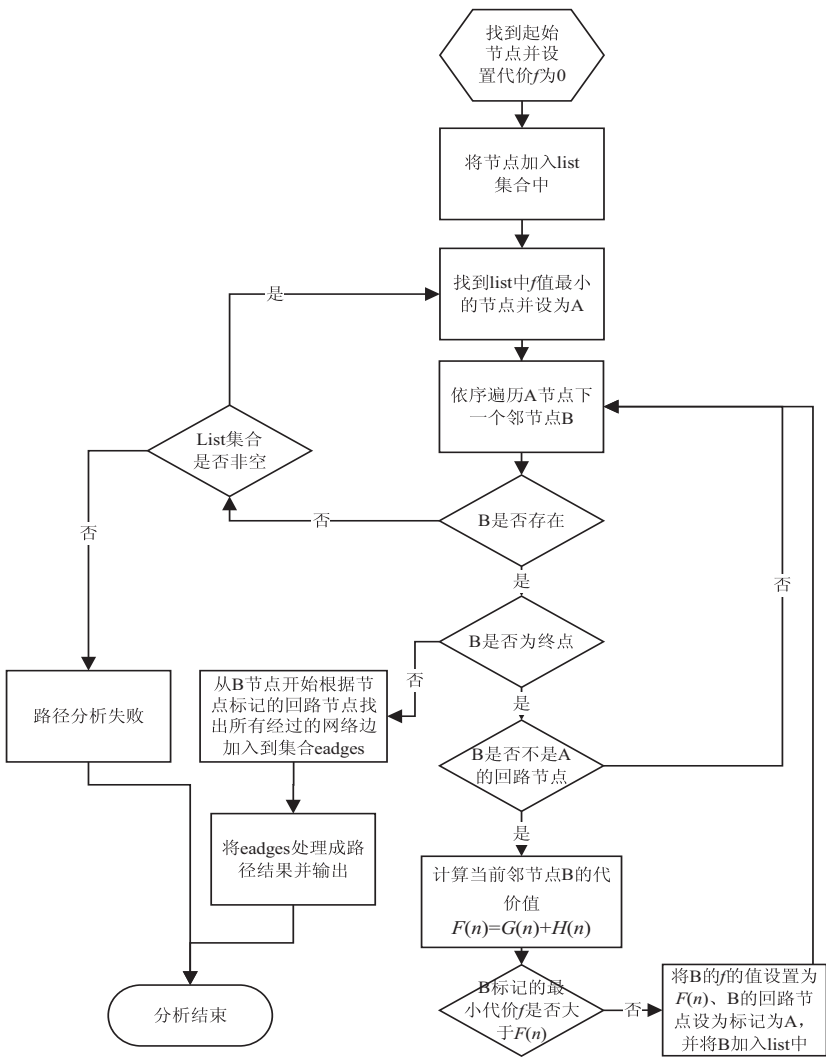 找到起始
节点并设
置代价f为0
将节点加入list
集合中
找到list中f值最小
的节点并设为A
是
依序遍历A节点下
一个邻节点B
List集合
是否非空
否
B是否存在
否
是
否
B是否为终点
否
是
从B节点开始根据节
点标记的回路节点找
出所有经过的网络边
加入到集合eadges
路径分析失败
B是否不是A
的回路节点
是
将eadges处理成路
径结果并输出
计算当前邻节点B的代
价值
F(n)=G(n)+H(n)
B标记的最
小代价f是否大
于F(n)
否
将B的f的值设置为
F(n)、B的回路节
点设为标记为A，
并将B加入list中
分析结束